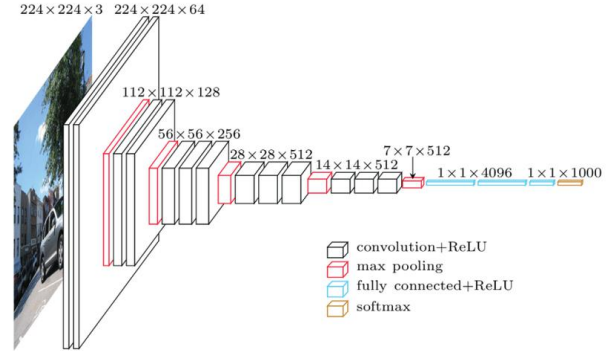 224×224×3
224×224×64
112×112×128
56×56×256
28×28×512
14×14×512
7×7×512
1×1×4096
1×1×1000
convolution+ReLU
max pooling
fully connected+ReLU
softmax